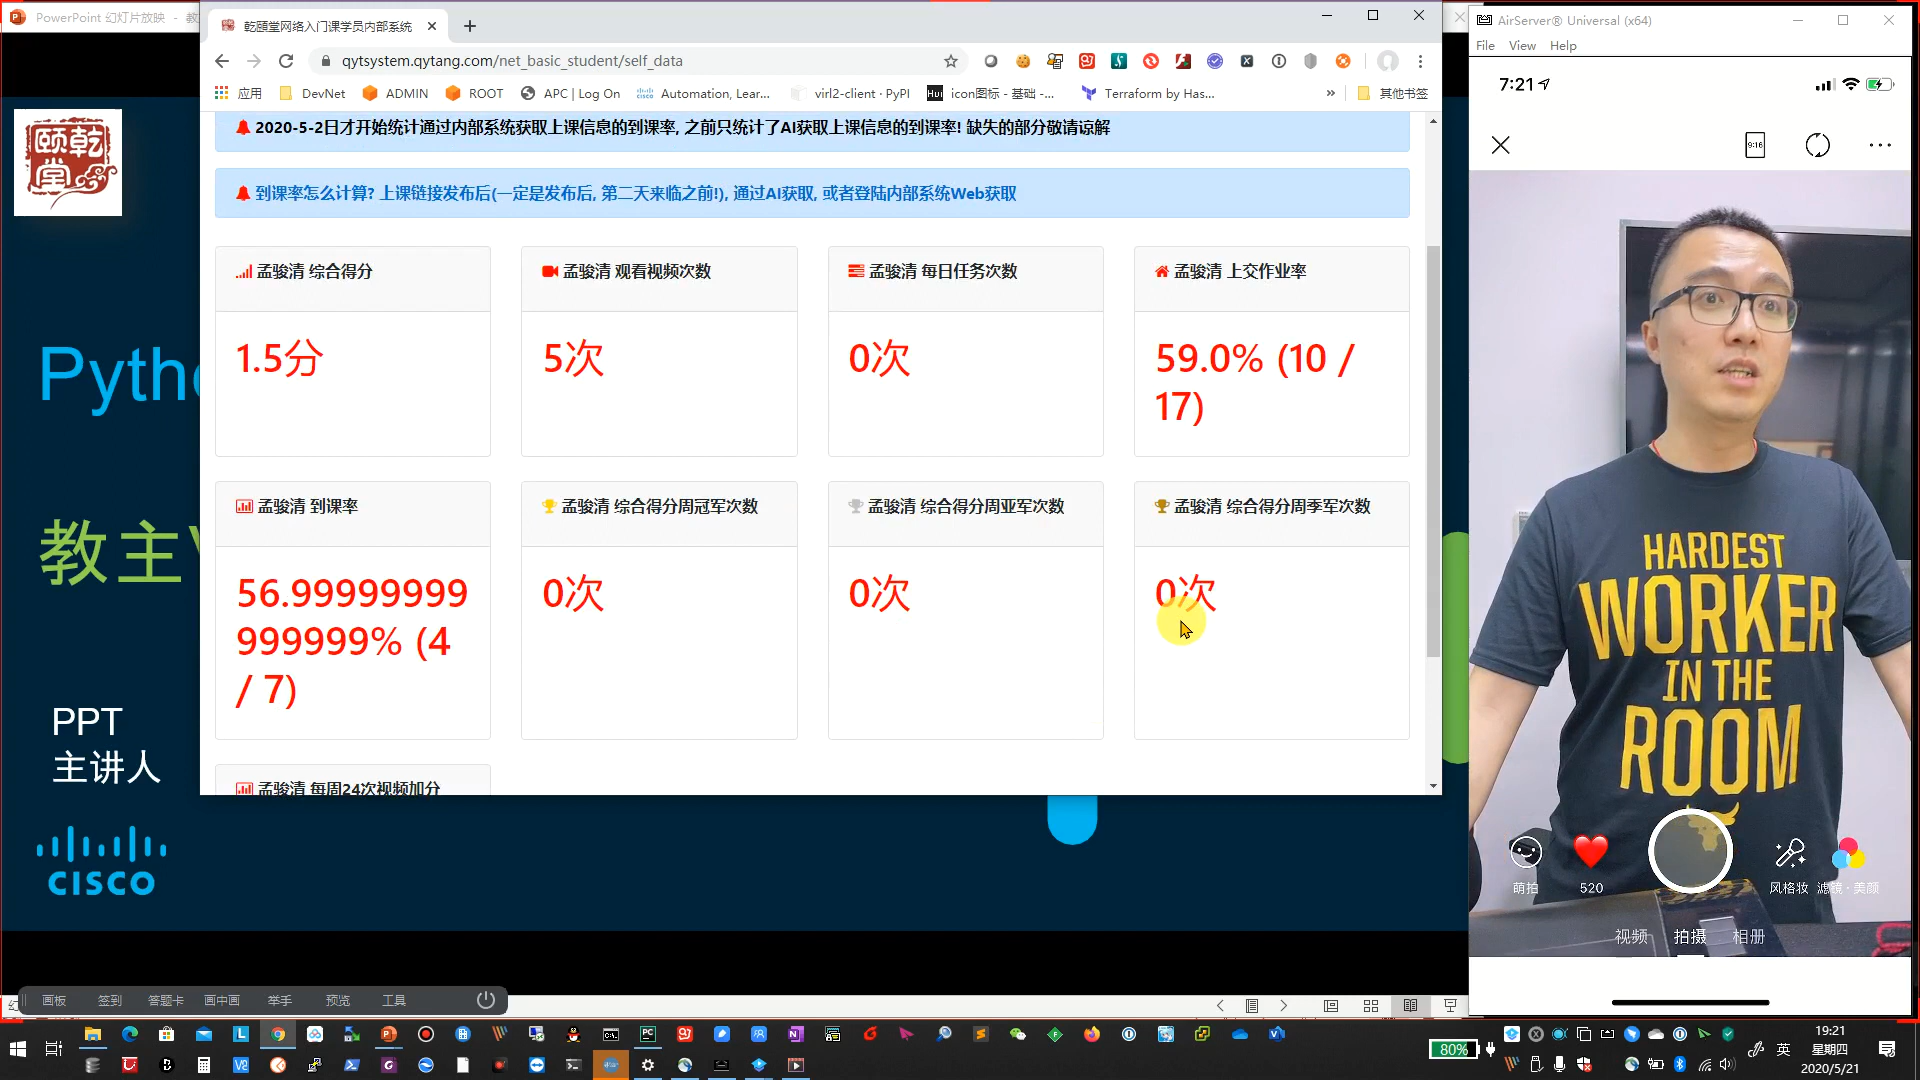 PowerPoint 幻灯片放映 - 教
乾颐堂网络入门课学员内部系统
qytsystem.qytang.com/net_basic_student/self_data
应用
DevNet
ADMIN
ROOT
APC | Log On
Automation, Lear...
virl2-client · PyPI
icon图标 - 基础 -...
Terraform by Has...
»
其他书签
2020-5-2日才开始统计通过内部系统获取上课信息的到课率, 之前只统计了AI获取上课信息的到课率! 缺失的部分敬请谅解
到课率怎么计算? 上课链接发布后(一定是发布后, 第二天来临之前!), 通过AI获取, 或者登陆内部系统Web获取
孟骏清 综合得分
1.5分
孟骏清 观看视频次数
5次
孟骏清 每日任务次数
0次
孟骏清 上交作业率
59.0% (10 /
17)
孟骏清 到课率
56.99999999
999999% (4
/ 7)
孟骏清 综合得分周冠军次数
0次
孟骏清 综合得分周亚军次数
0次
孟骏清 综合得分周季军次数
0次
孟骏清 每周24次视频加分
乾颐堂
Pyth
教主
PPT
主讲人
CISCO
画板
签到
答题卡
画中画
举手
预览
工具
AirServer® Universal (x64)
File View Help
7:21
9:16
HARDEST
WORKER
IN THE
ROOM
萌拍
520
风格妆
滤镜·美颜
视频
拍摄
相册
80%
英
19:21
星期四
2020/5/21